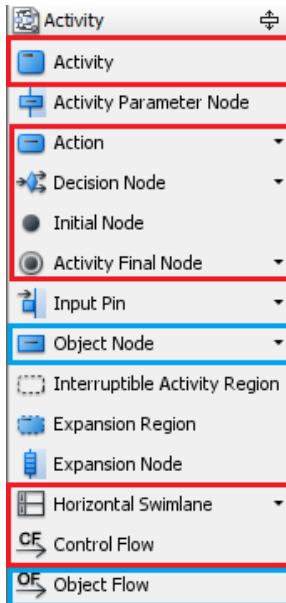 Activity
Activity
Activity Parameter Node
Action
Decision Node
Initial Node
Activity Final Node
Input Pin
Object Node
Interruptible Activity Region
Expansion Region
Expansion Node
Horizontal Swimlane
CF Control Flow
OF Object Flow